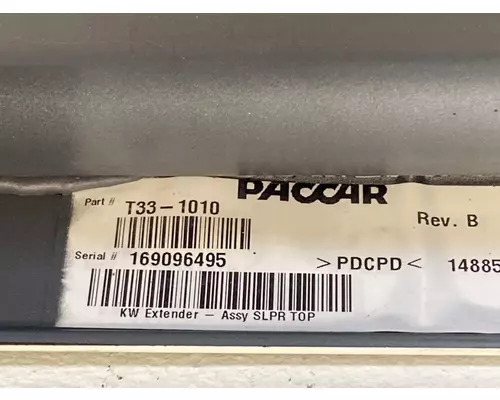 PACCAR
Part # T33-1010
Rev. B
Serial # 169096495 >PDCPD< 14885
KW Extender - Assy SLPR TOP